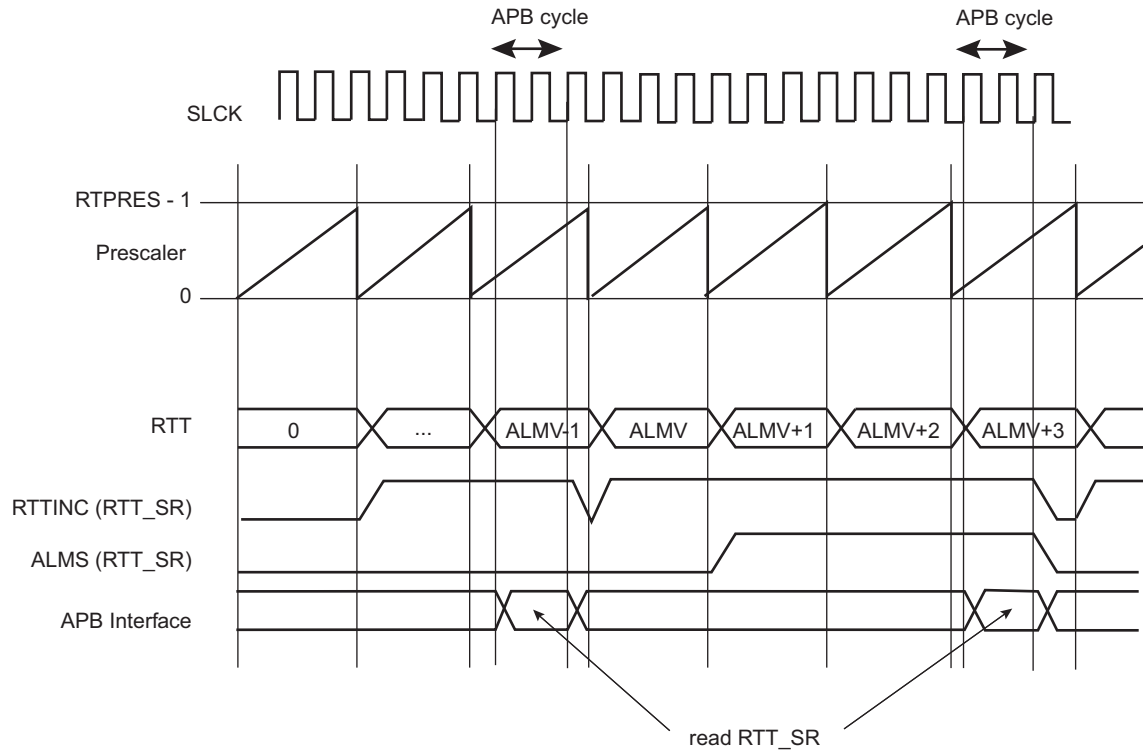 APB cycle APB cycle
SLCK
RTPRES - 1
Prescaler
0
RTT 0 ... ALMV-1 ALMV ALMV+1 ALMV+2 ALMV+3
RTTINC (RTT_SR)
ALMS (RTT_SR)
APB Interface
read RTT_SR